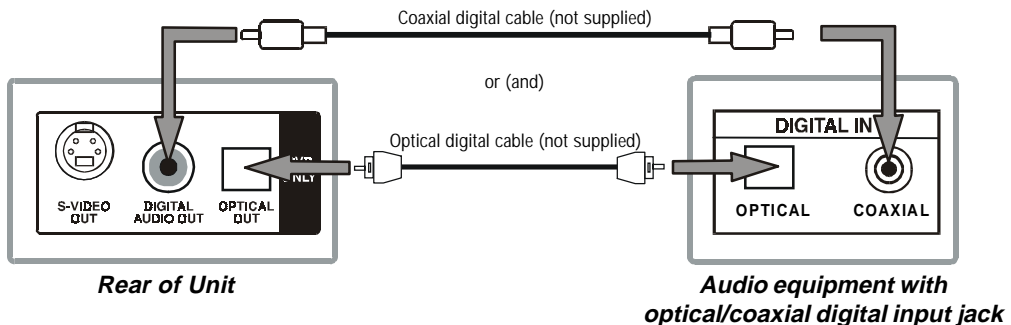 Coaxial digital cable (not supplied)
or (and)
Optical digital cable (not supplied)
S-VIDEO
OUT
DIGITAL
AUDIO OUT
OPTICAL
OUT
DIGITAL IN
OPTICAL
COAXIAL
Rear of Unit
Audio equipment with
optical/coaxial digital input jack